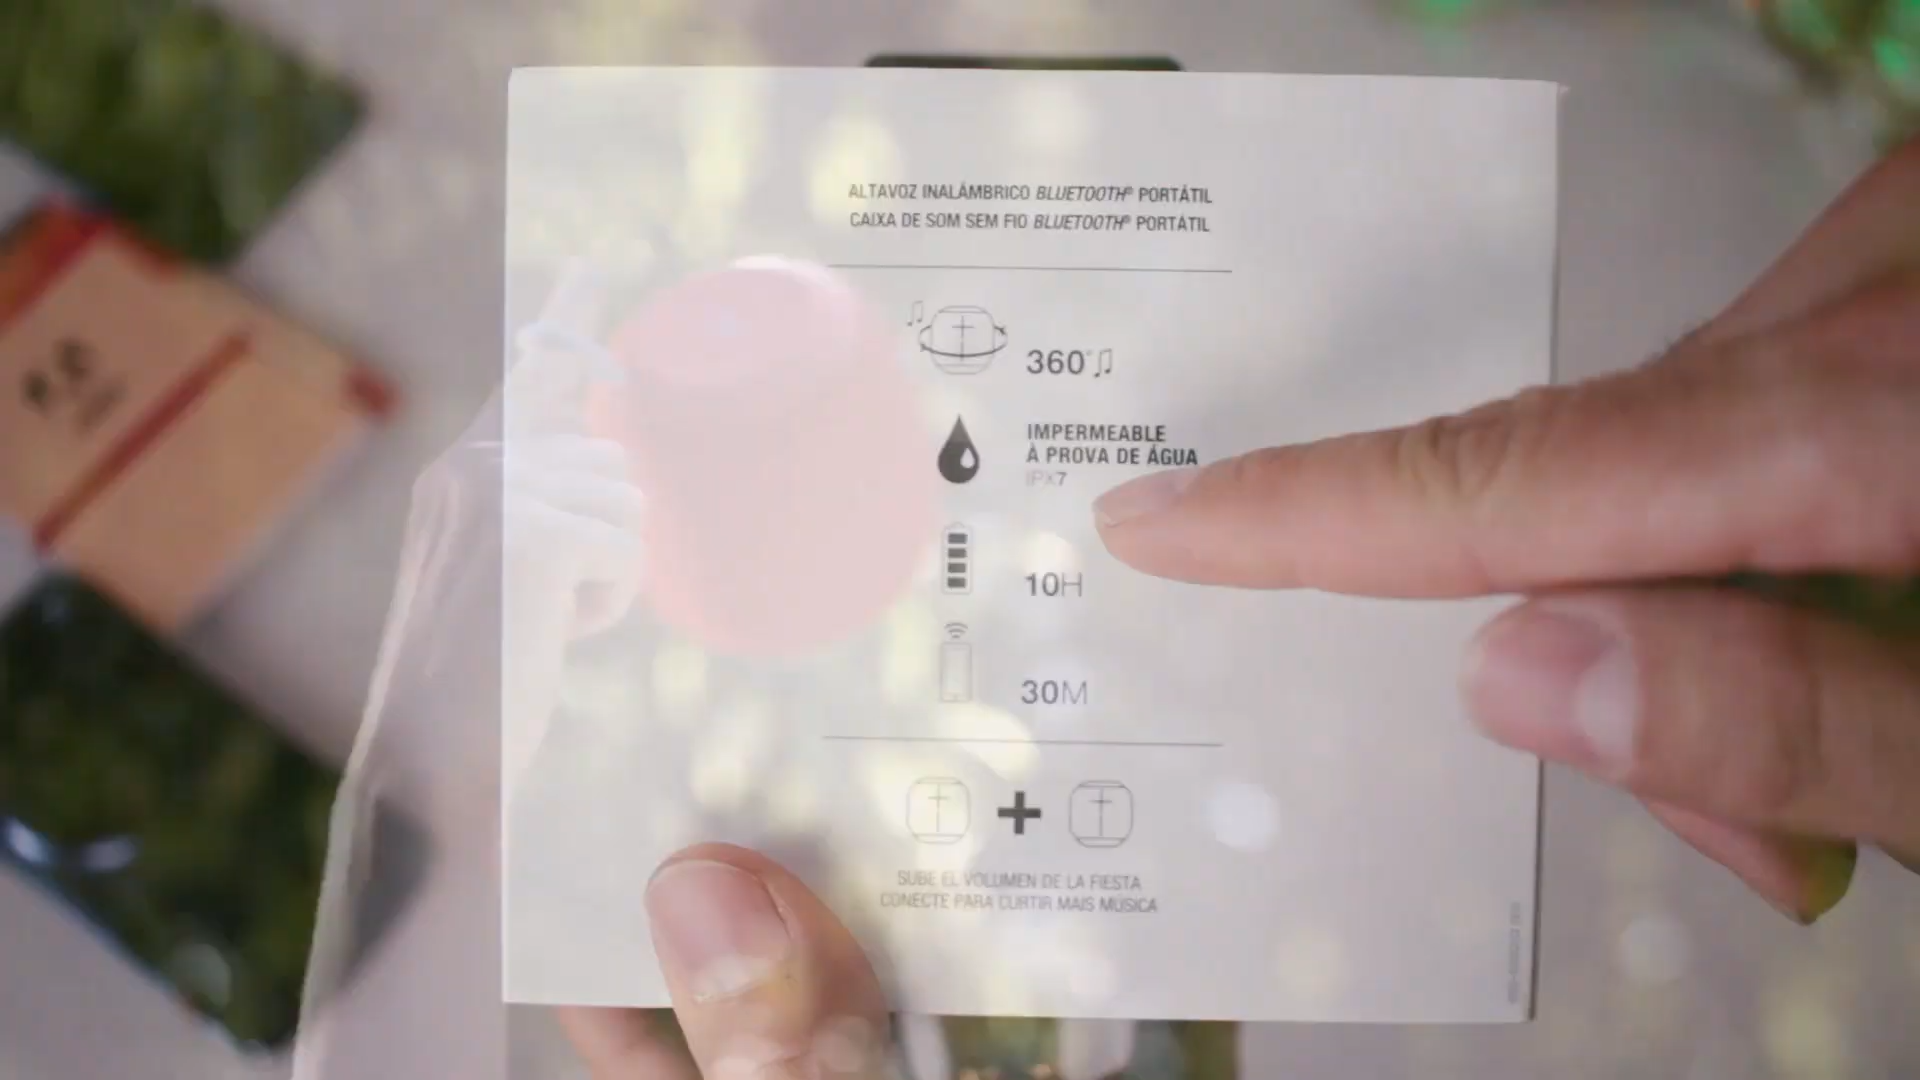 ALTAVOZ INALÁMBRICO BLUETOOTH® PORTÁTIL
CAIXA DE SOM SEM FIO BLUETOOTH® PORTÁTIL
360°
IMPERMEABLE
À PROVA DE ÁGUA
IPX7
10H
30M
SUBE EL VOLUMEN DE LA FIESTA
CONECTE PARA CURTIR MAIS MÚSICA